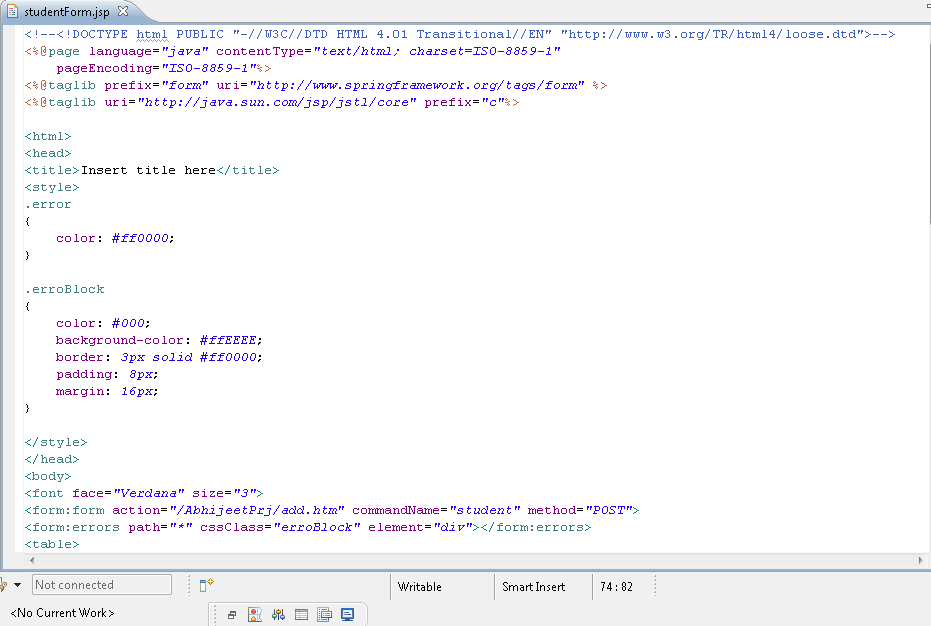 studentForm.jsp
<!--<!DOCTYPE html PUBLIC "-//W3C//DTD HTML 4.01 Transitional//EN" "http://www.w3.org/TR/html4/loose.dtd">-->
<%@page language="java" contentType="text/html; charset=ISO-8859-1"
    pageEncoding="ISO-8859-1"%>
<%@taglib prefix="form" uri="http://www.springframework.org/tags/form" %>
<%@taglib uri="http://java.sun.com/jsp/jstl/core" prefix="c"%>

<html>
<head>
<title>Insert title here</title>
<style>
.error
{
    color: #ff0000;
}

.erroBlock
{
    color: #000;
    background-color: #ffEEEE;
    border: 3px solid #ff0000;
    padding: 8px;
    margin: 16px;
}

</style>
</head>
<body>
<font face="Verdana" size="3">
<form:form action="/AbhijeetPrj/add.htm" commandName="student" method="POST">
<form:errors path="*" cssClass="erroBlock" element="div"></form:errors>
<table>
Not connected
Writable
Smart Insert
74 : 82
<No Current Work>